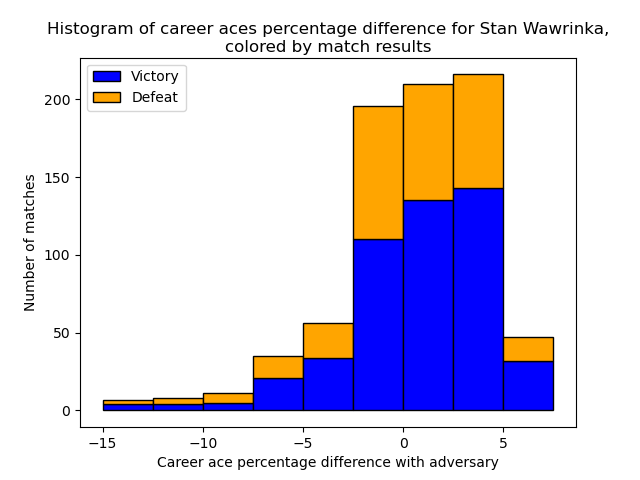 Histogram of career aces percentage difference for Stan Wawrinka,
colored by match results
Victory
Defeat
200
150
100
50
0
Number of matches
−15
−10
−5
0
5
Career ace percentage difference with adversary